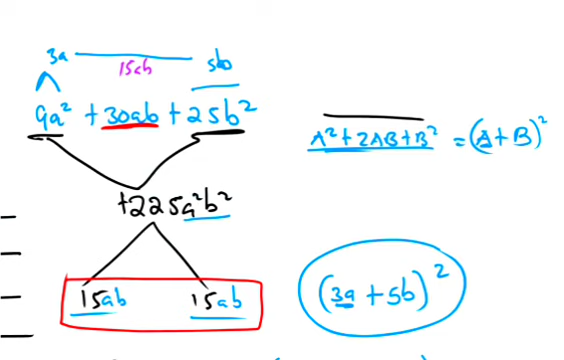 3a 15ab 5b
9a² + 30ab + 25b²
A² + 2AB + B² = (A + B)²
+225a²b²
15ab 15ab
(3a + 5b)²